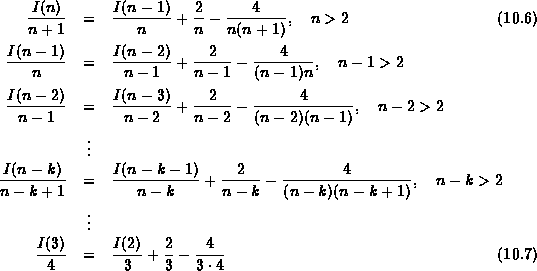 I(n)/(n+1) = I(n−1)/n + 2/n − 4/(n(n+1)), n > 2 (10.6)
I(n−1)/n = I(n−2)/(n−1) + 2/(n−1) − 4/((n−1)n), n−1 > 2
I(n−2)/(n−1) = I(n−3)/(n−2) + 2/(n−2) − 4/((n−2)(n−1)), n−2 > 2
⋮
I(n−k)/(n−k+1) = I(n−k−1)/(n−k) + 2/(n−k) − 4/((n−k)(n−k+1)), n−k > 2
⋮
I(3)/4 = I(2)/3 + 2/3 − 4/(3·4) (10.7)